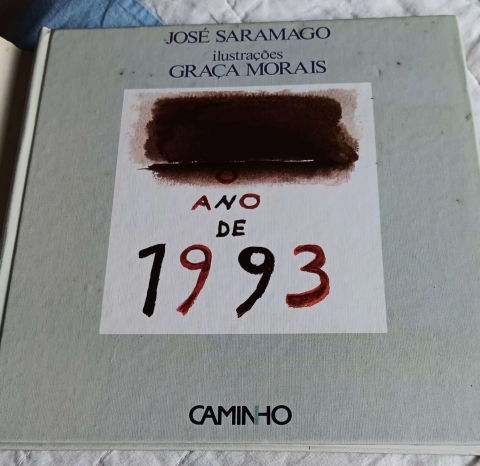 JOSÉ SARAMAGO
ilustrações
GRAÇA MORAIS
O
ANO
DE
1993
CAMINHO